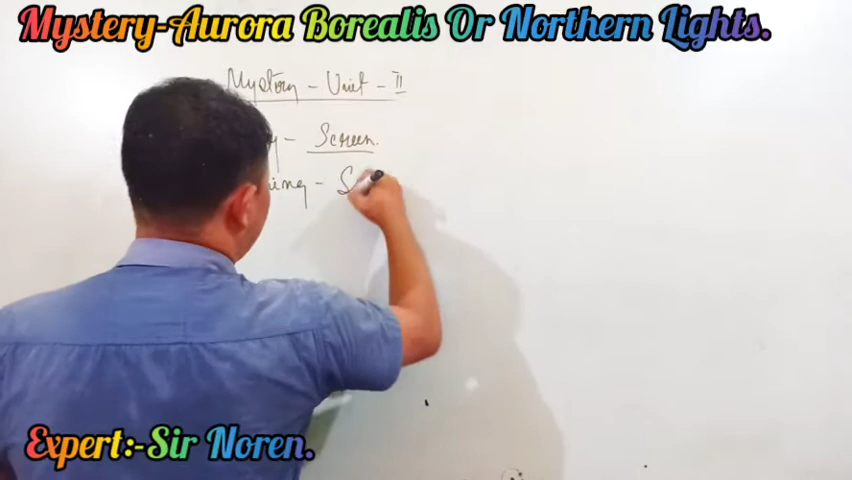 Mystery-Aurora Borealis Or Northern Lights.
Mystery - Unit - II
- Screen.
ing - S
Expert:-Sir Noren.